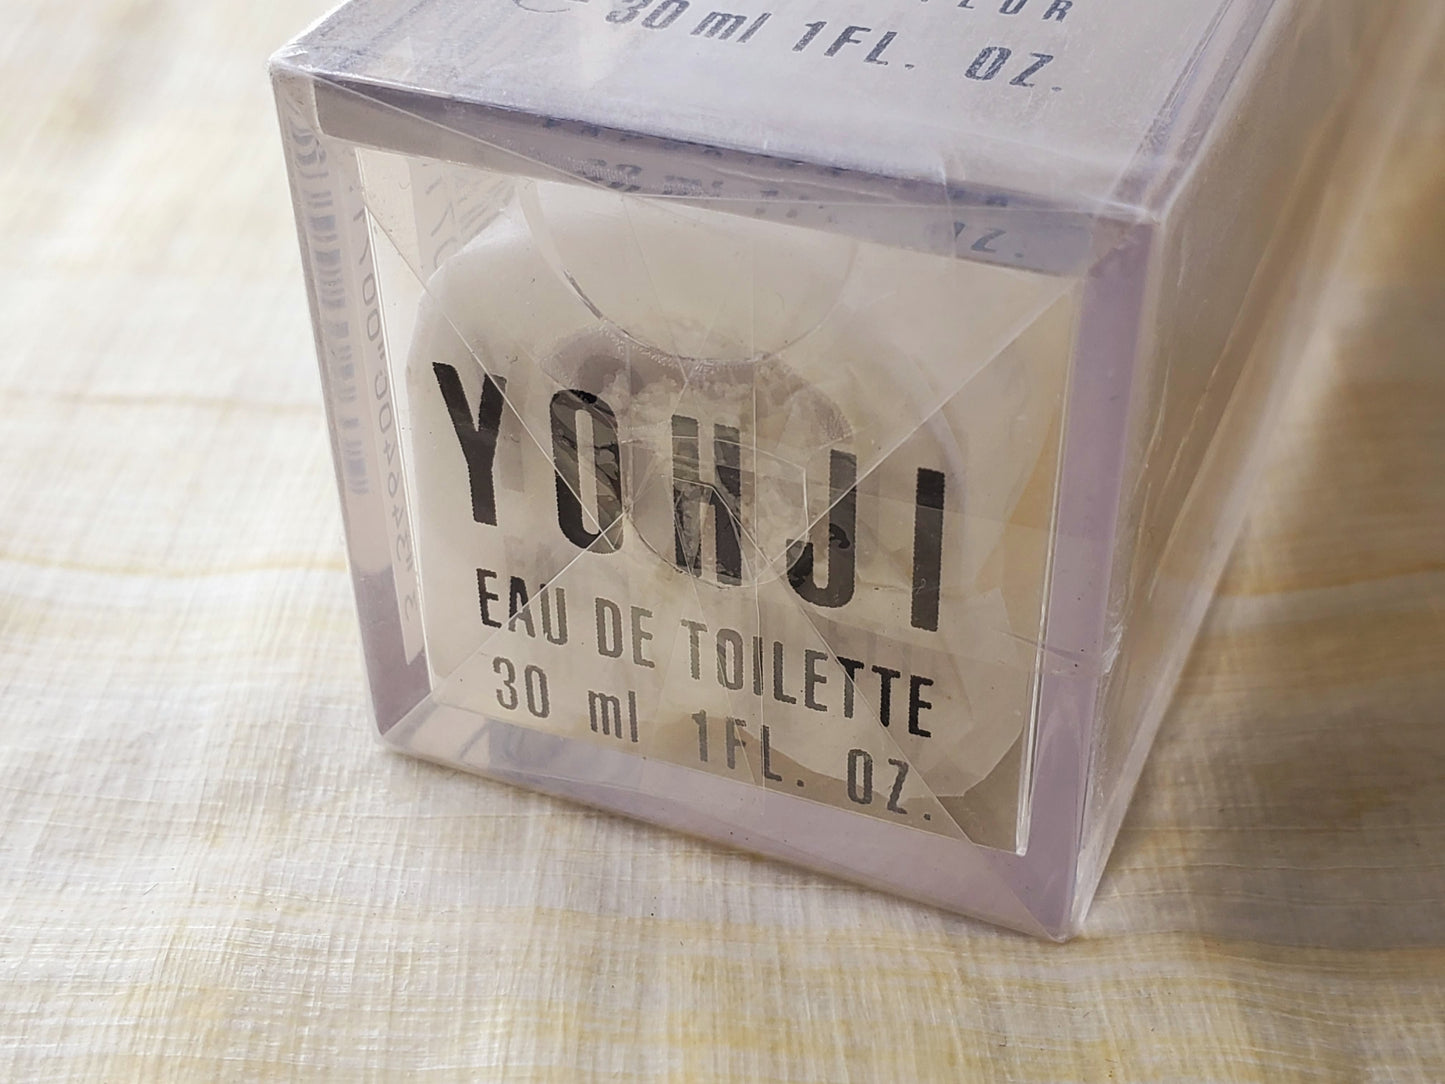 30 ml 1FL. OZ.
YOHJI
EAU DE TOILETTE
30 ml 1FL. OZ.